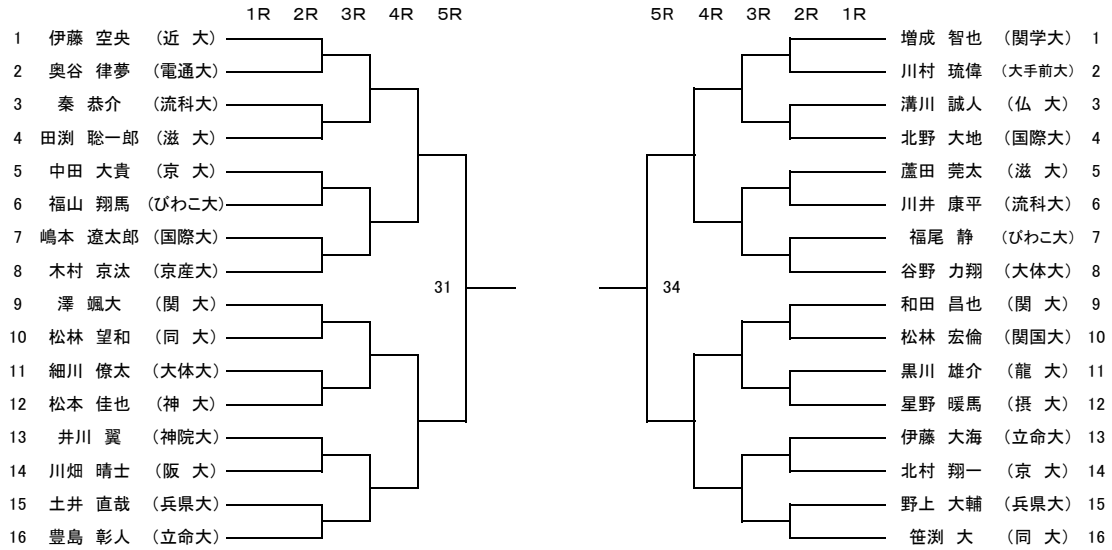 1R 2R 3R 4R 5R 5R 4R 3R 2R 1R
1 伊藤 空央 (近 大) 増成 智也 (関学大) 1
2 奥谷 律夢 (電通大) 川村 琉偉 (大手前大) 2
3 秦 恭介 (流科大) 溝川 誠人 (仏 大) 3
4 田渕 聡一郎 (滋 大) 北野 大地 (国際大) 4
5 中田 大貴 (京 大) 蘆田 莞太 (滋 大) 5
6 福山 翔馬 (びわこ大) 川井 康平 (流科大) 6
7 嶋本 遼太郎 (国際大) 福尾 静 (びわこ大) 7
8 木村 京汰 (京産大) 谷野 力翔 (大体大) 8
31 34
9 澤 颯大 (関 大) 和田 昌也 (関 大) 9
10 松林 望和 (同 大) 松林 宏倫 (関国大) 10
11 細川 僚太 (大体大) 黒川 雄介 (龍 大) 11
12 松本 佳也 (神 大) 星野 暖馬 (摂 大) 12
13 井川 翼 (神院大) 伊藤 大海 (立命大) 13
14 川畑 晴士 (阪 大) 北村 翔一 (京 大) 14
15 土井 直哉 (兵県大) 野上 大輔 (兵県大) 15
16 豊島 彰人 (立命大) 笹渕 大 (同 大) 16